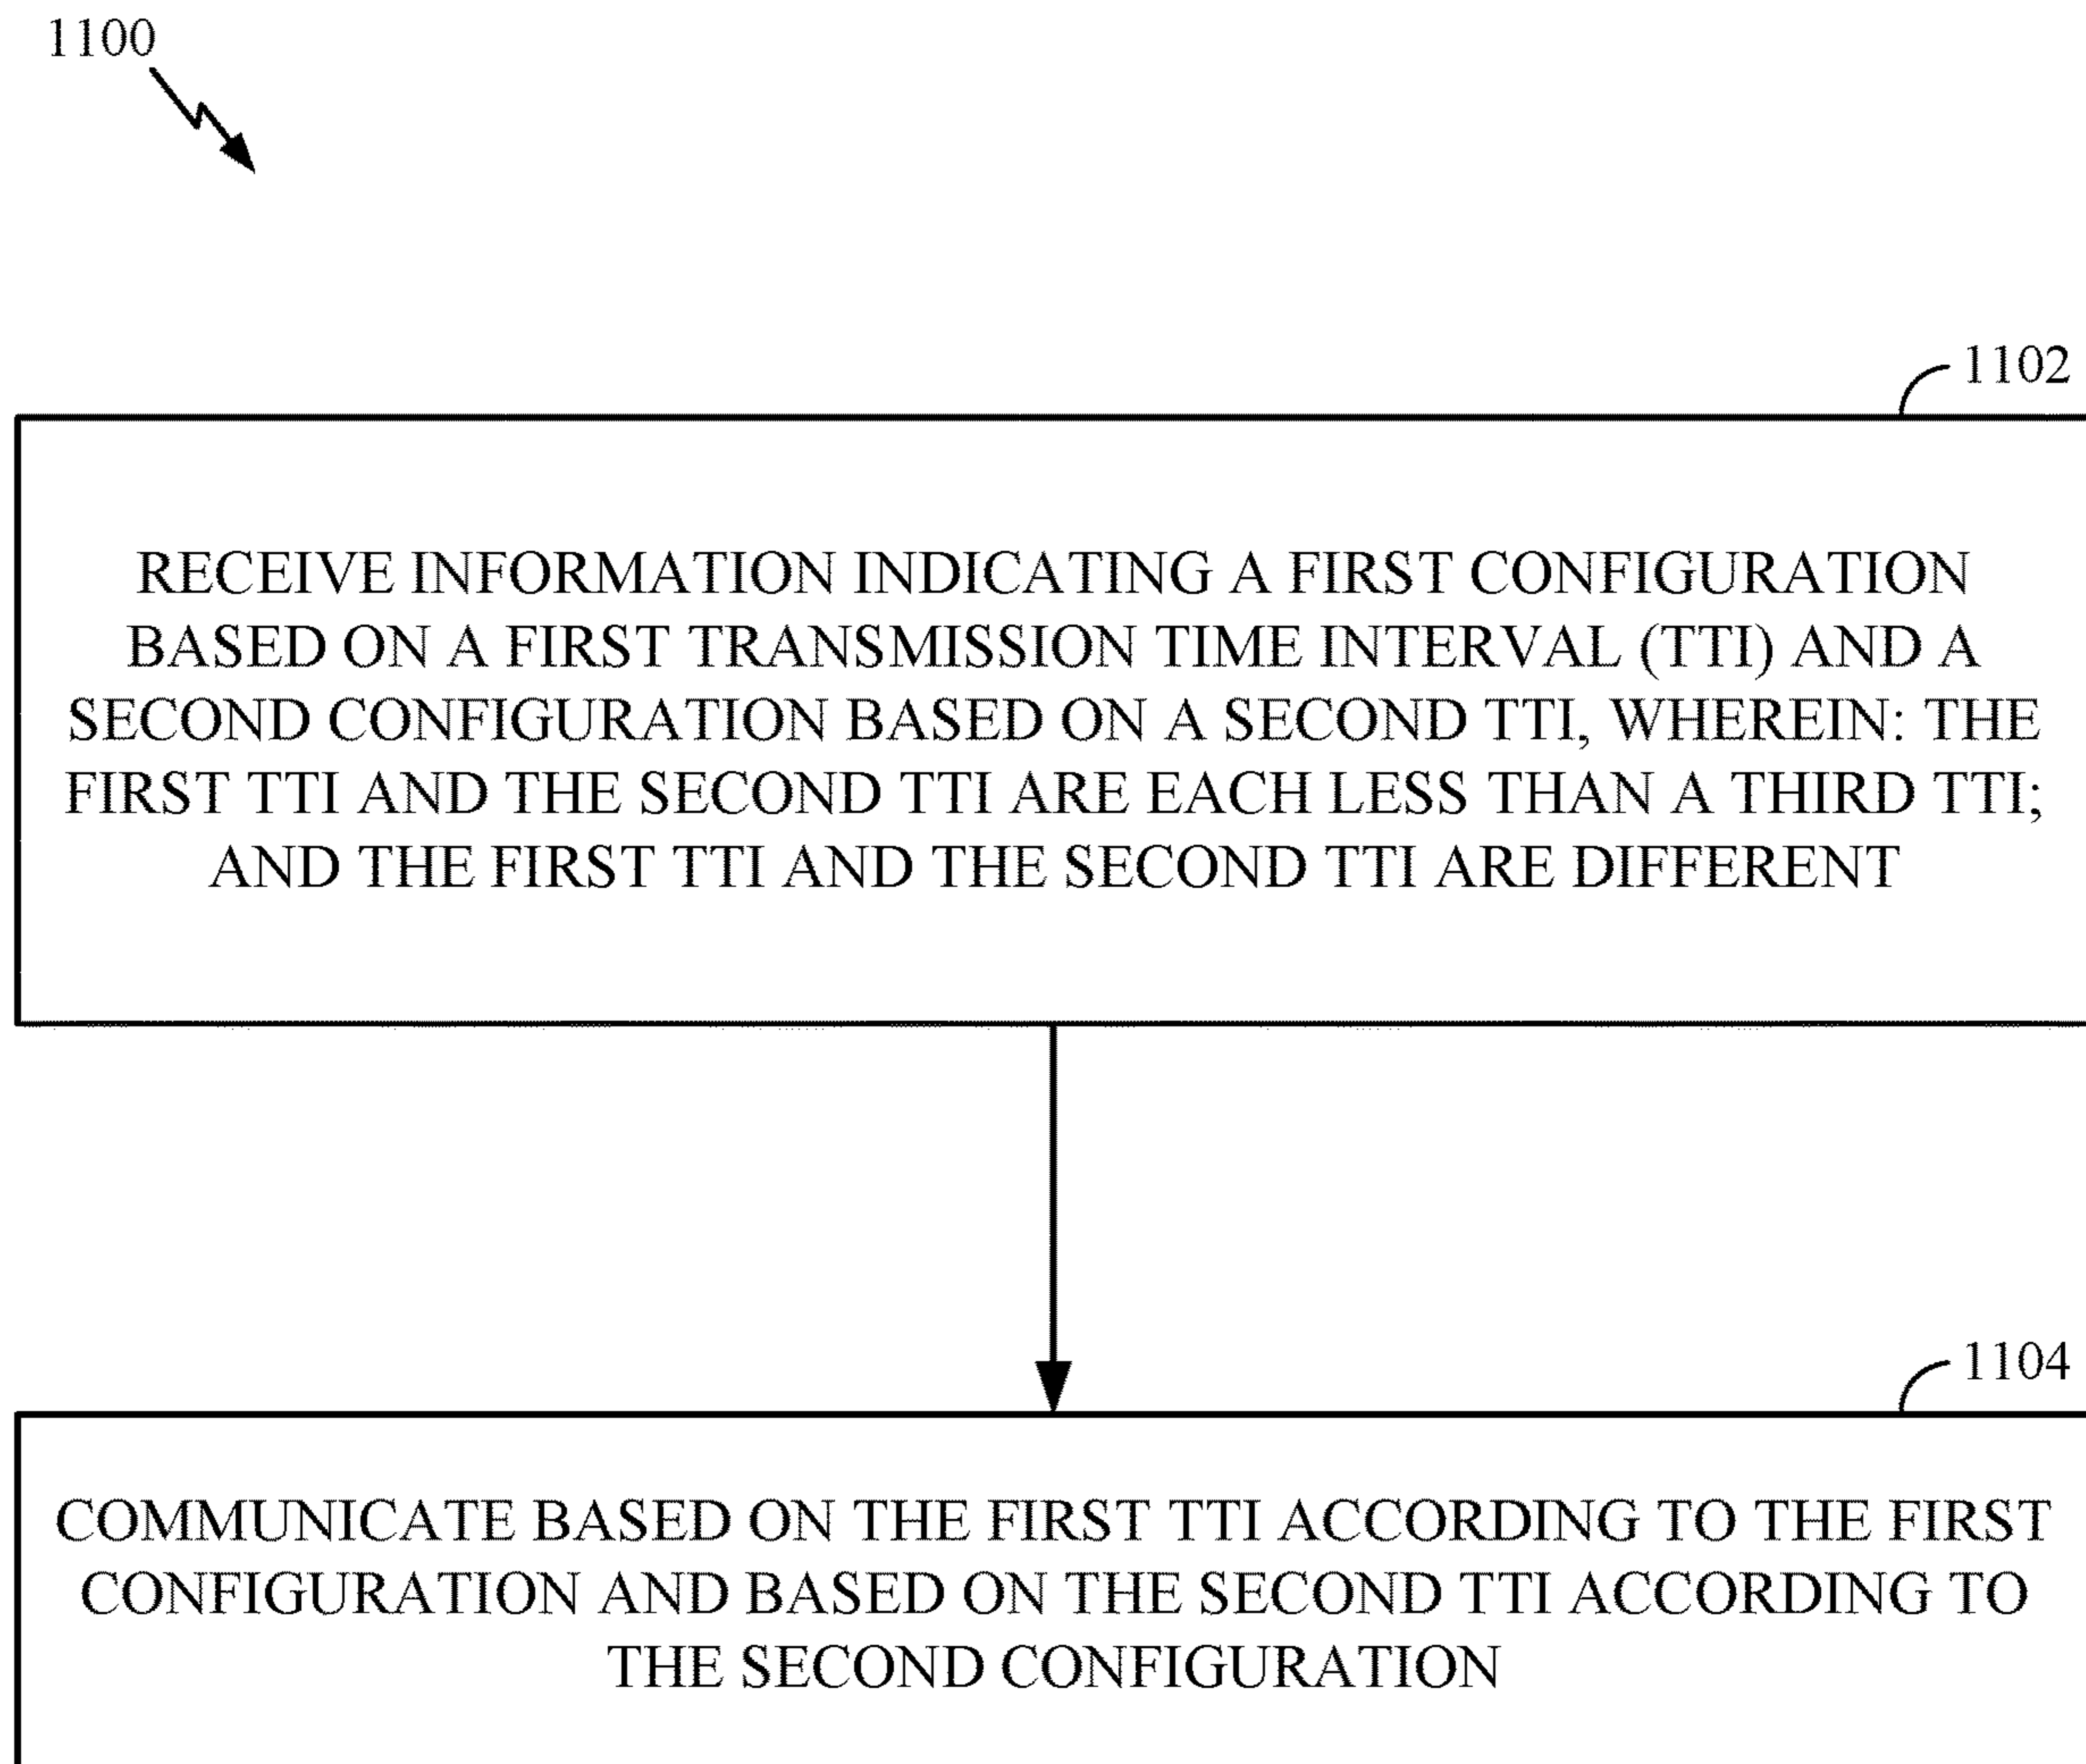 1100
1102
RECEIVE INFORMATION INDICATING A FIRST CONFIGURATION
BASED ON A FIRST TRANSMISSION TIME INTERVAL (TTI) AND A
SECOND CONFIGURATION BASED ON A SECOND TTI, WHEREIN: THE
FIRST TTI AND THE SECOND TTI ARE EACH LESS THAN A THIRD TTI;
AND THE FIRST TTI AND THE SECOND TTI ARE DIFFERENT
1104
COMMUNICATE BASED ON THE FIRST TTI ACCORDING TO THE FIRST
CONFIGURATION AND BASED ON THE SECOND TTI ACCORDING TO
THE SECOND CONFIGURATION